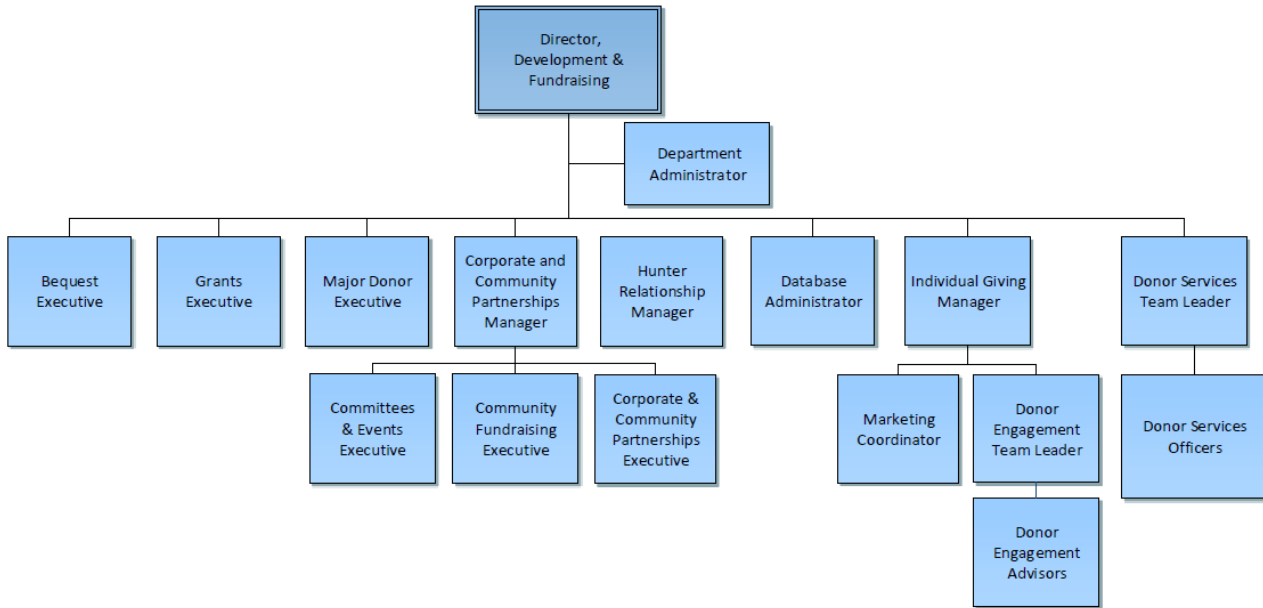 Director,
Development &
Fundraising
Department
Administrator
Bequest
Executive
Grants
Executive
Major Donor
Executive
Corporate and
Community
Partnerships
Manager
Hunter
Relationship
Manager
Database
Administrator
Individual Giving
Manager
Donor Services
Team Leader
Committees
& Events
Executive
Community
Fundraising
Executive
Corporate &
Community
Partnerships
Executive
Marketing
Coordinator
Donor
Engagement
Team Leader
Donor Services
Officers
Donor
Engagement
Advisors